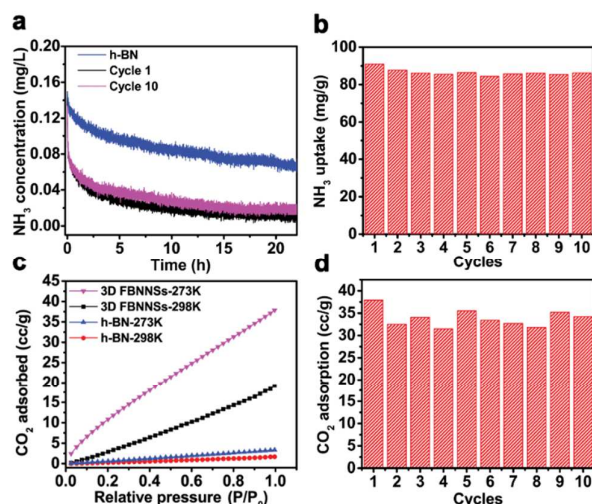 a
0.20
0.16
0.12
0.08
0.04
0.00
NH3 concentration (mg/L)
h-BN
Cycle 1
Cycle 10
0 5 10 15 20
Time (h)
b
100
80
60
40
20
0
NH3 uptake (mg/g)
1 2 3 4 5 6 7 8 9 10
Cycles
c
45
40
35
30
25
20
15
10
5
0
CO2 adsorbed (cc/g)
3D FBNNSs-273K
3D FBNNSs-298K
h-BN-273K
h-BN-298K
0.0 0.2 0.4 0.6 0.8 1.0
Relative pressure (P/P0)
d
40
35
30
25
20
15
10
5
0
CO2 adsorption (cc/g)
1 2 3 4 5 6 7 8 9 10
Cycles